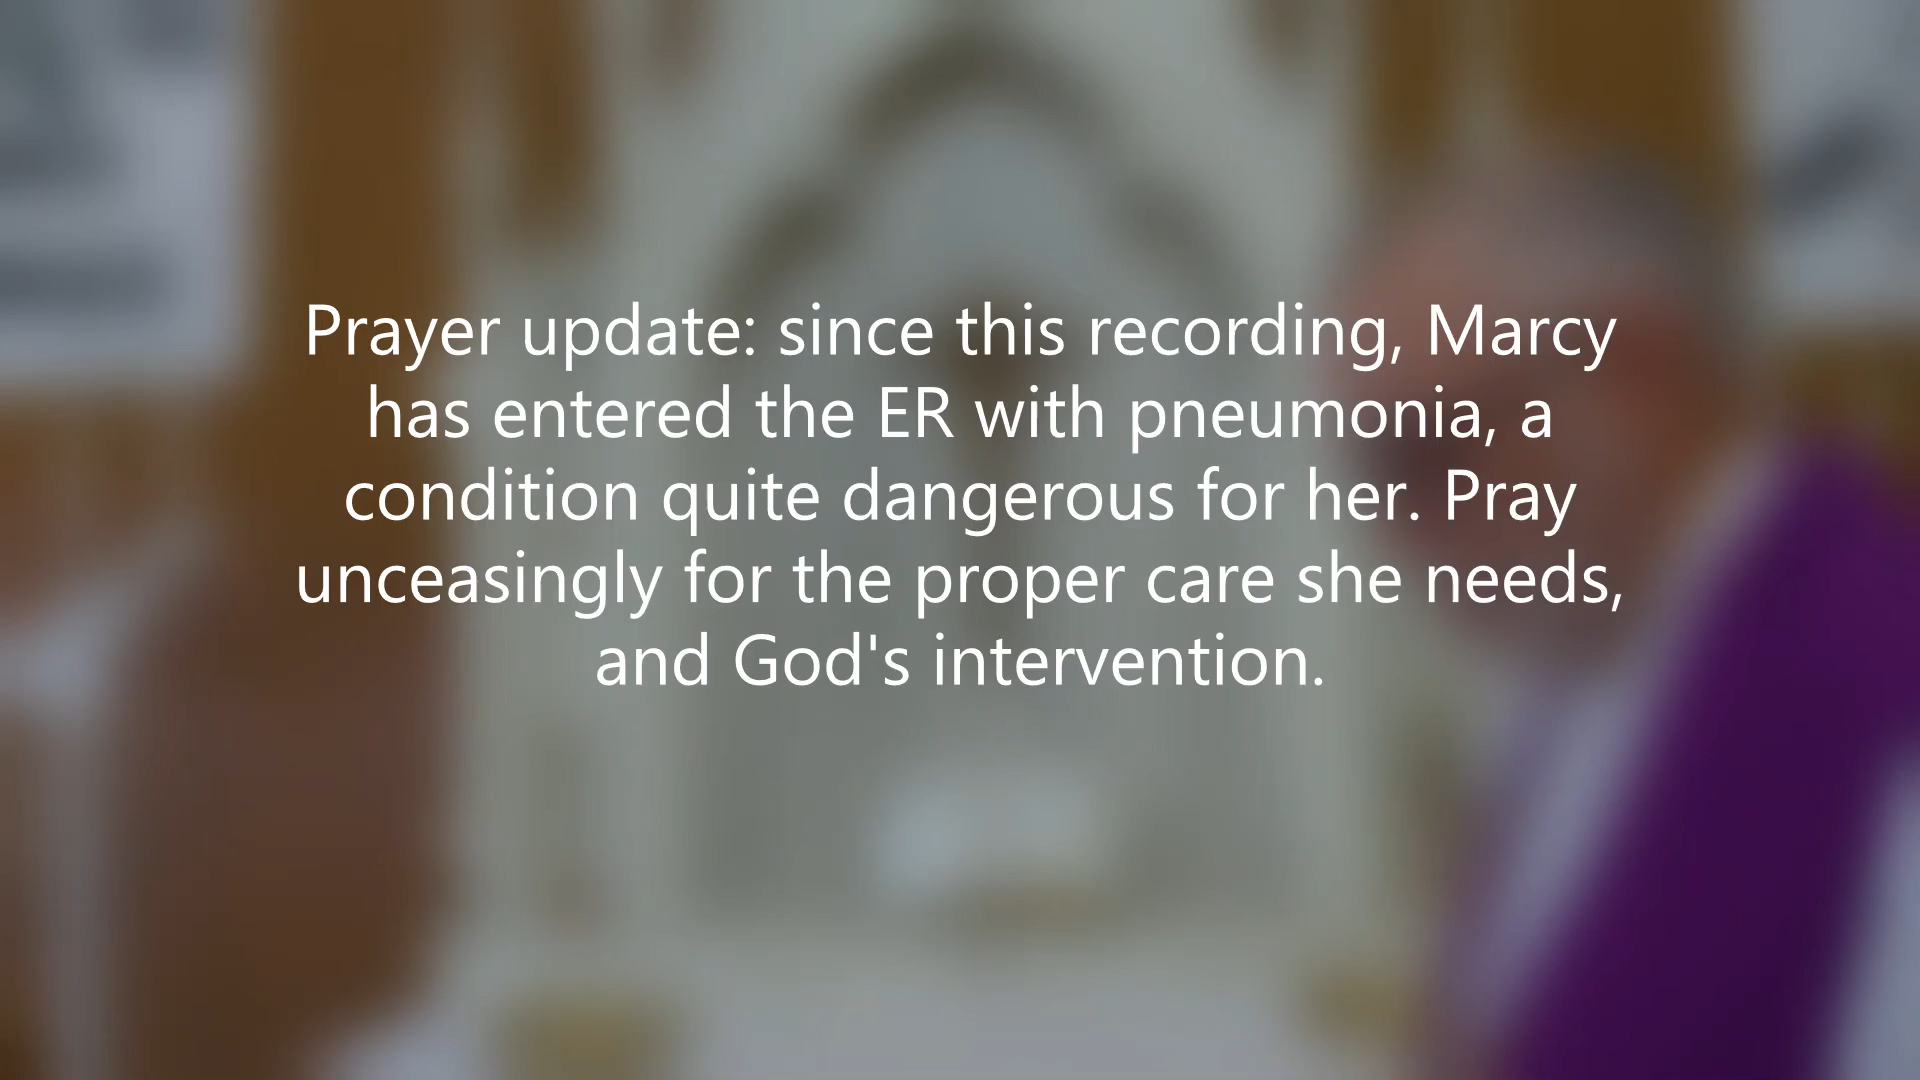 Prayer update: since this recording, Marcy
has entered the ER with pneumonia, a
condition quite dangerous for her. Pray
unceasingly for the proper care she needs,
and God's intervention.